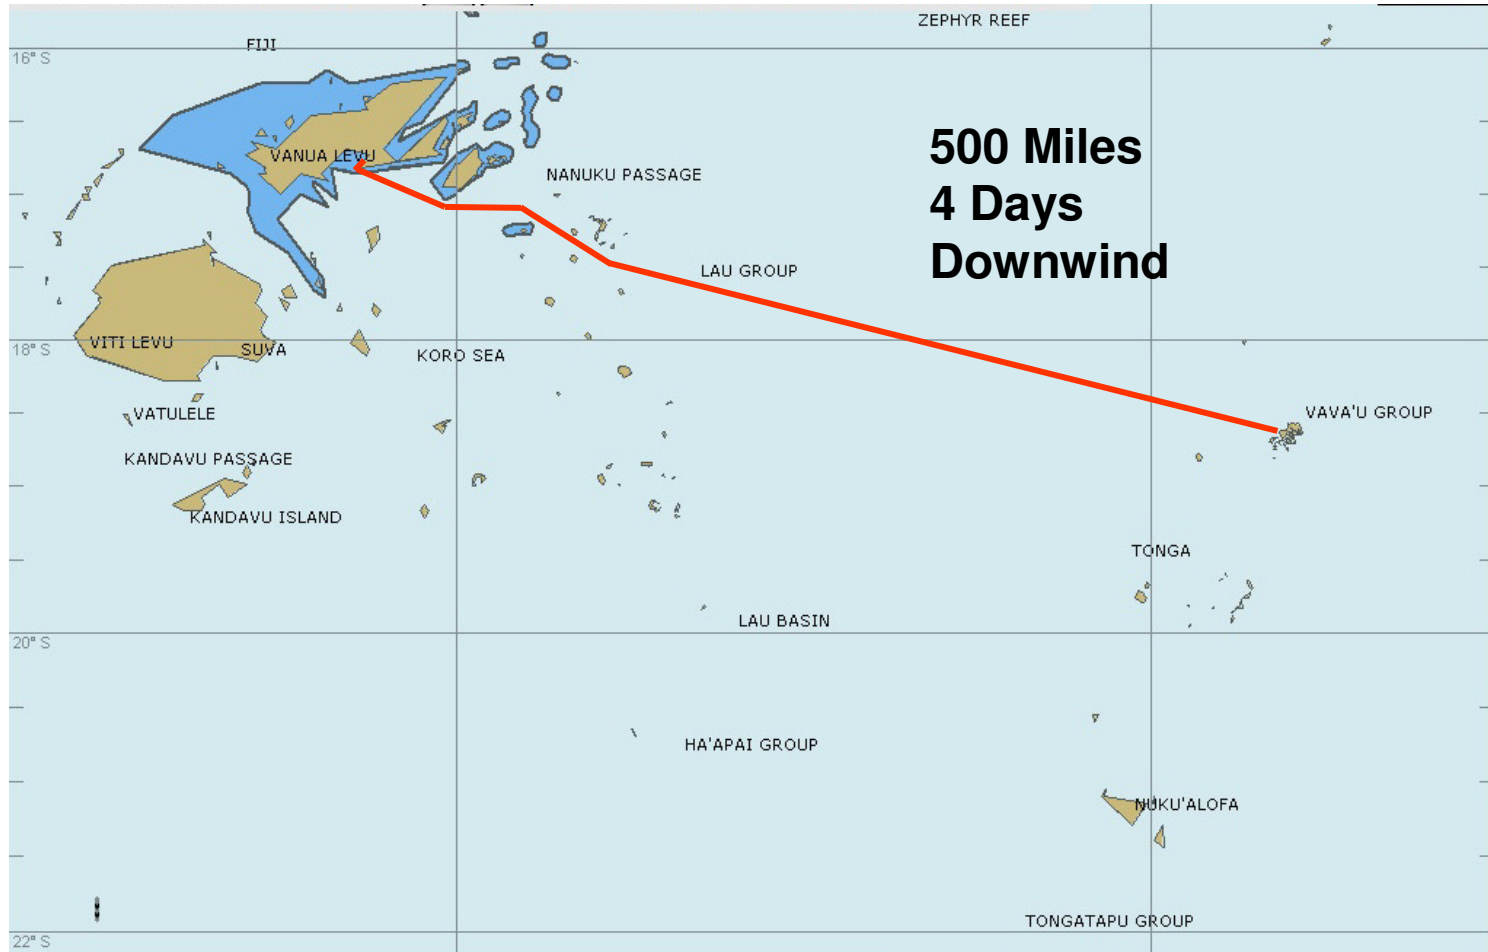 ZEPHYR REEF
FIJI
16° S
500 Miles
4 Days
Downwind
VANUA LEVU
NANUKU PASSAGE
LAU GROUP
VITI LEVU
18° S
SUVA
KORO SEA
VATULELE
VAVA'U GROUP
KANDAVU PASSAGE
KANDAVU ISLAND
TONGA
LAU BASIN
20° S
HA'APAI GROUP
NUKU'ALOFA
TONGATAPU GROUP
22° S